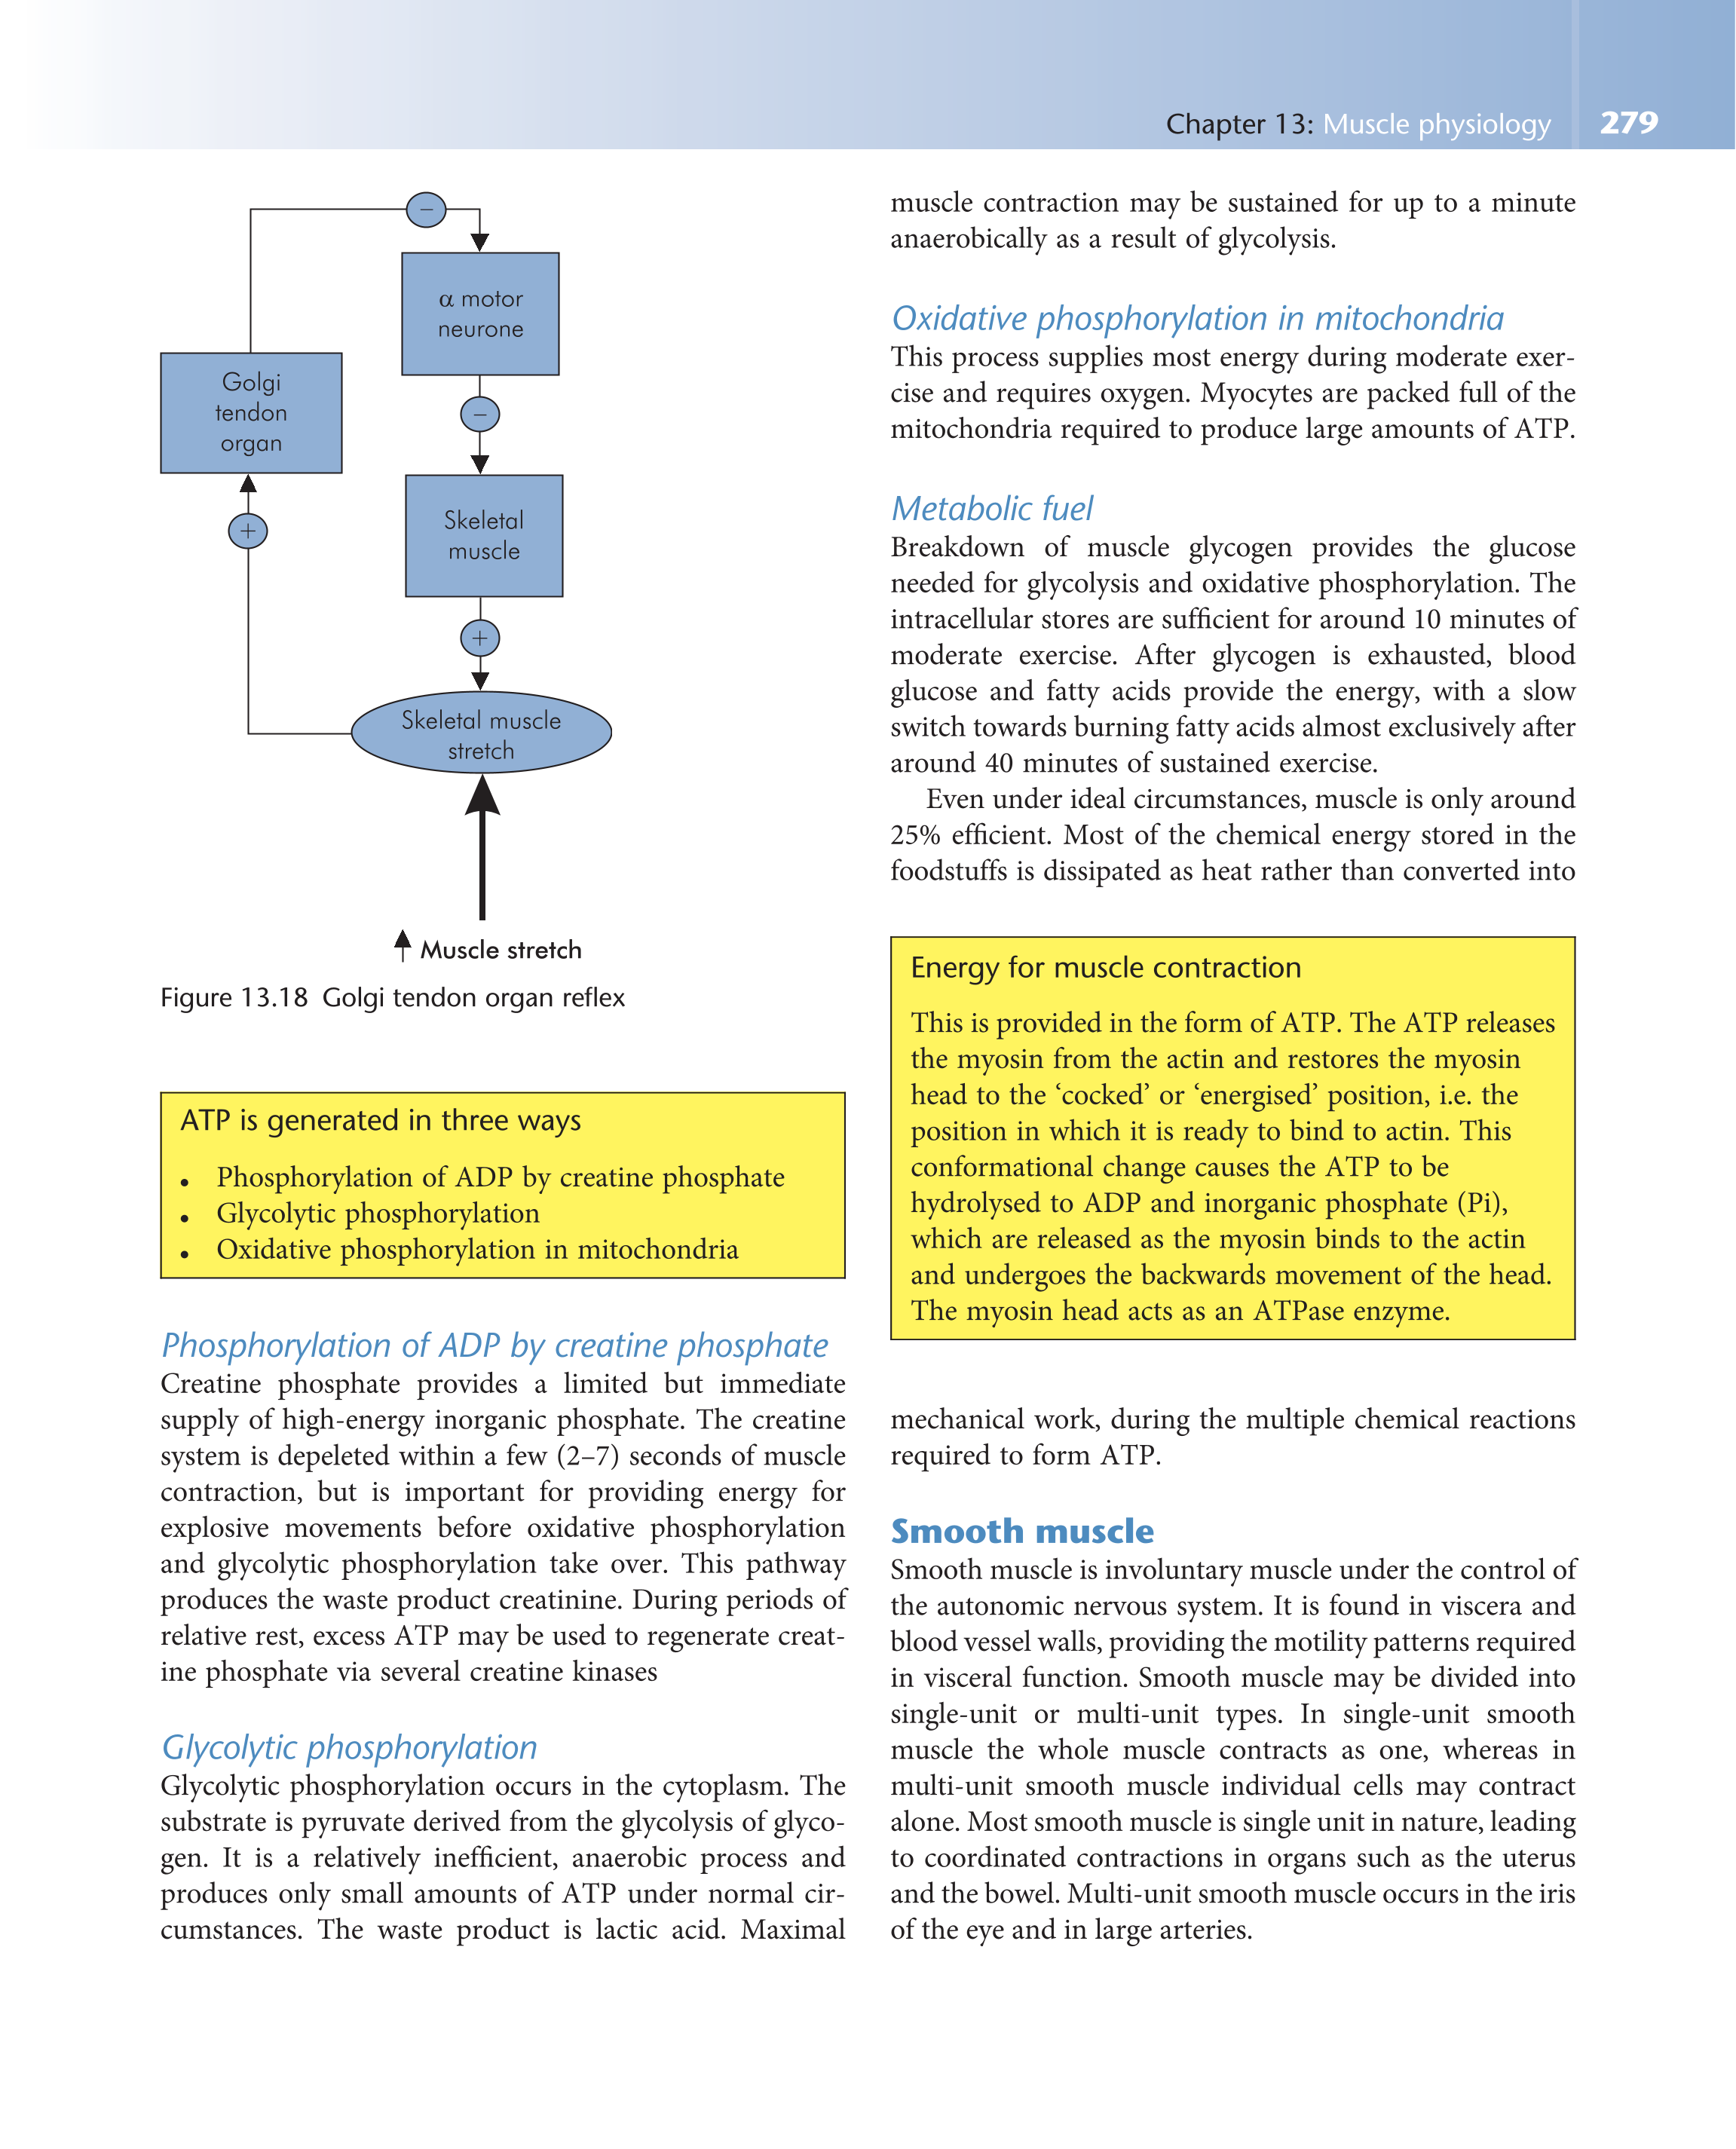 Chapter 13: Muscle physiology 279
−
α motor
neurone
Golgi
tendon
organ
−
Skeletal
muscle
+
+
Skeletal muscle
stretch
Muscle stretch
Figure 13.18 Golgi tendon organ reflex
ATP is generated in three ways
• Phosphorylation of ADP by creatine phosphate
• Glycolytic phosphorylation
• Oxidative phosphorylation in mitochondria
Phosphorylation of ADP by creatine phosphate
Creatine phosphate provides a limited but immediate
supply of high-energy inorganic phosphate. The creatine
system is depleted within a few (2–7) seconds of muscle
contraction, but is important for providing energy for
explosive movements before oxidative phosphorylation
and glycolytic phosphorylation take over. This pathway
produces the waste product creatinine. During periods of
relative rest, excess ATP may be used to regenerate creat-
ine phosphate via several creatine kinases
Glycolytic phosphorylation
Glycolytic phosphorylation occurs in the cytoplasm. The
substrate is pyruvate derived from the glycolysis of glyco-
gen. It is a relatively inefficient, anaerobic process and
produces only small amounts of ATP under normal cir-
cumstances. The waste product is lactic acid. Maximal
muscle contraction may be sustained for up to a minute
anaerobically as a result of glycolysis.
Oxidative phosphorylation in mitochondria
This process supplies most energy during moderate exer-
cise and requires oxygen. Myocytes are packed full of the
mitochondria required to produce large amounts of ATP.
Metabolic fuel
Breakdown of muscle glycogen provides the glucose
needed for glycolysis and oxidative phosphorylation. The
intracellular stores are sufficient for around 10 minutes of
moderate exercise. After glycogen is exhausted, blood
glucose and fatty acids provide the energy, with a slow
switch towards burning fatty acids almost exclusively after
around 40 minutes of sustained exercise.
Even under ideal circumstances, muscle is only around
25% efficient. Most of the chemical energy stored in the
foodstuffs is dissipated as heat rather than converted into
Energy for muscle contraction
This is provided in the form of ATP. The ATP releases
the myosin from the actin and restores the myosin
head to the ‘cocked’ or ‘energised’ position, i.e. the
position in which it is ready to bind to actin. This
conformational change causes the ATP to be
hydrolysed to ADP and inorganic phosphate (Pi),
which are released as the myosin binds to the actin
and undergoes the backwards movement of the head.
The myosin head acts as an ATPase enzyme.
mechanical work, during the multiple chemical reactions
required to form ATP.
Smooth muscle
Smooth muscle is involuntary muscle under the control of
the autonomic nervous system. It is found in viscera and
blood vessel walls, providing the motility patterns required
in visceral function. Smooth muscle may be divided into
single-unit or multi-unit types. In single-unit smooth
muscle the whole muscle contracts as one, whereas in
multi-unit smooth muscle individual cells may contract
alone. Most smooth muscle is single unit in nature, leading
to coordinated contractions in organs such as the uterus
and the bowel. Multi-unit smooth muscle occurs in the iris
of the eye and in large arteries.